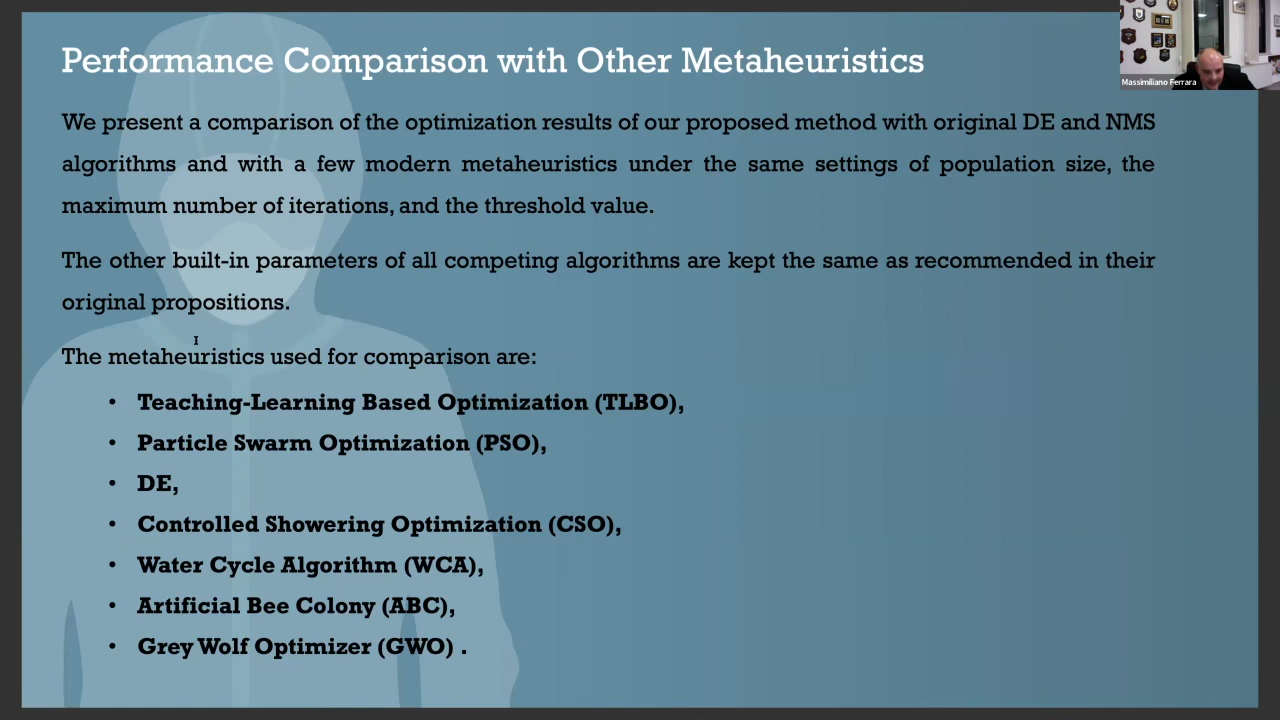 Performance Comparison with Other Metaheuristics
Massimiliano Ferrara
We present a comparison of the optimization results of our proposed method with original DE and NMS
algorithms and with a few modern metaheuristics under the same settings of population size, the
maximum number of iterations, and the threshold value.
The other built-in parameters of all competing algorithms are kept the same as recommended in their
original propositions.
The metaheuristics used for comparison are:
• Teaching-Learning Based Optimization (TLBO),
• Particle Swarm Optimization (PSO),
• DE,
• Controlled Showering Optimization (CSO),
• Water Cycle Algorithm (WCA),
• Artificial Bee Colony (ABC),
• Grey Wolf Optimizer (GWO) .